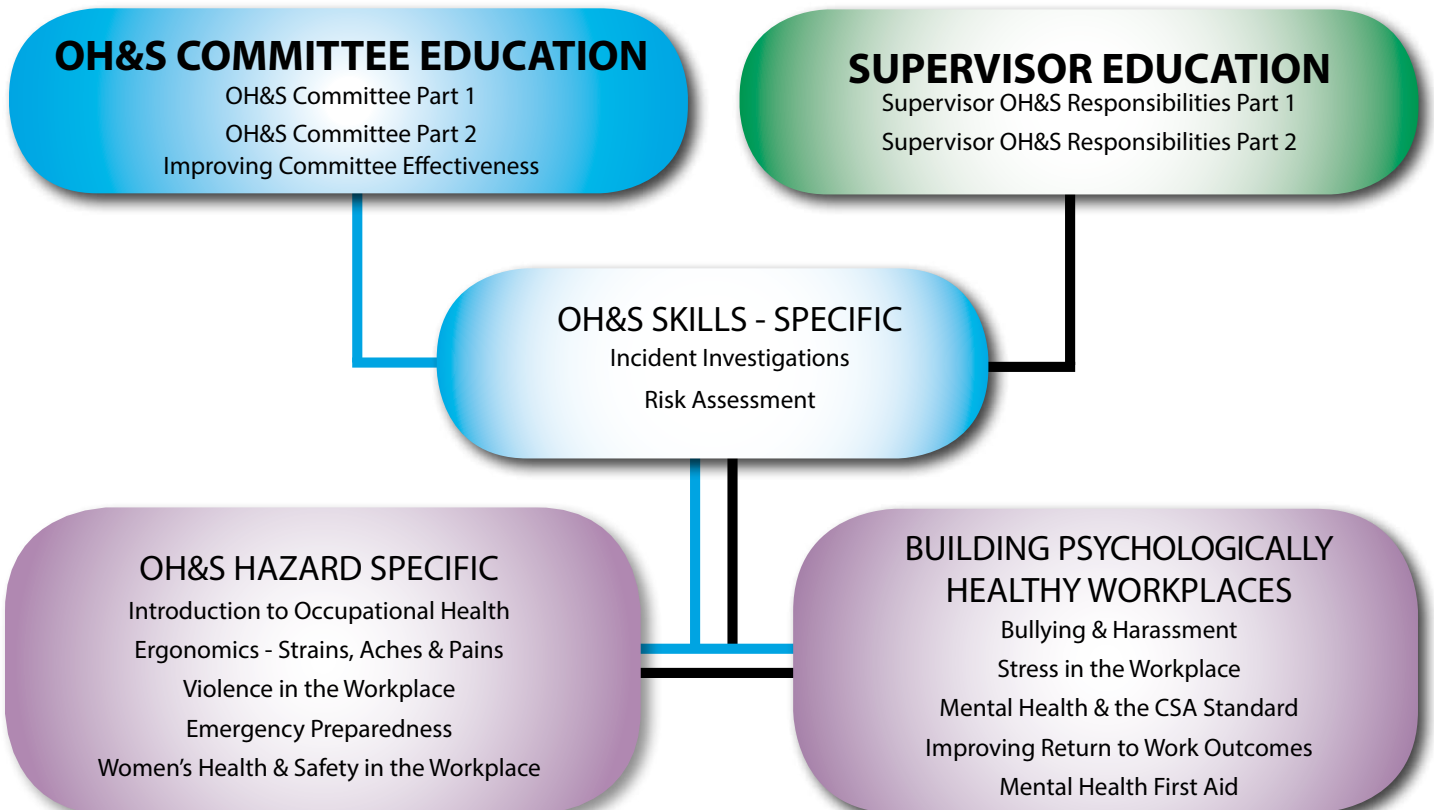 OH&S COMMITTEE EDUCATION
OH&S Committee Part 1
OH&S Committee Part 2
Improving Committee Effectiveness
SUPERVISOR EDUCATION
Supervisor OH&S Responsibilities Part 1
Supervisor OH&S Responsibilities Part 2
OH&S SKILLS - SPECIFIC
Incident Investigations
Risk Assessment
OH&S HAZARD SPECIFIC
Introduction to Occupational Health
Ergonomics - Strains, Aches & Pains
Violence in the Workplace
Emergency Preparedness
Women’s Health & Safety in the Workplace
BUILDING PSYCHOLOGICALLY
HEALTHY WORKPLACES
Bullying & Harassment
Stress in the Workplace
Mental Health & the CSA Standard
Improving Return to Work Outcomes
Mental Health First Aid